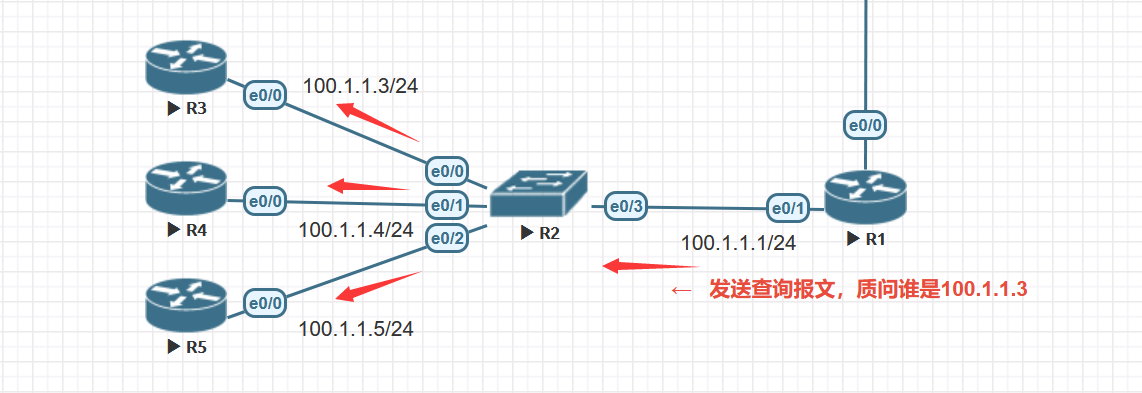 e0/0
100.1.1.3/24
▶ R3
e0/0
e0/0
e0/0
▶ R4
100.1.1.4/24
e0/1
e0/2
▶ R2
e0/3
e0/1
▶ R1
100.1.1.1/24
← 发送查询报文，质问谁是100.1.1.3
e0/0
100.1.1.5/24
▶ R5